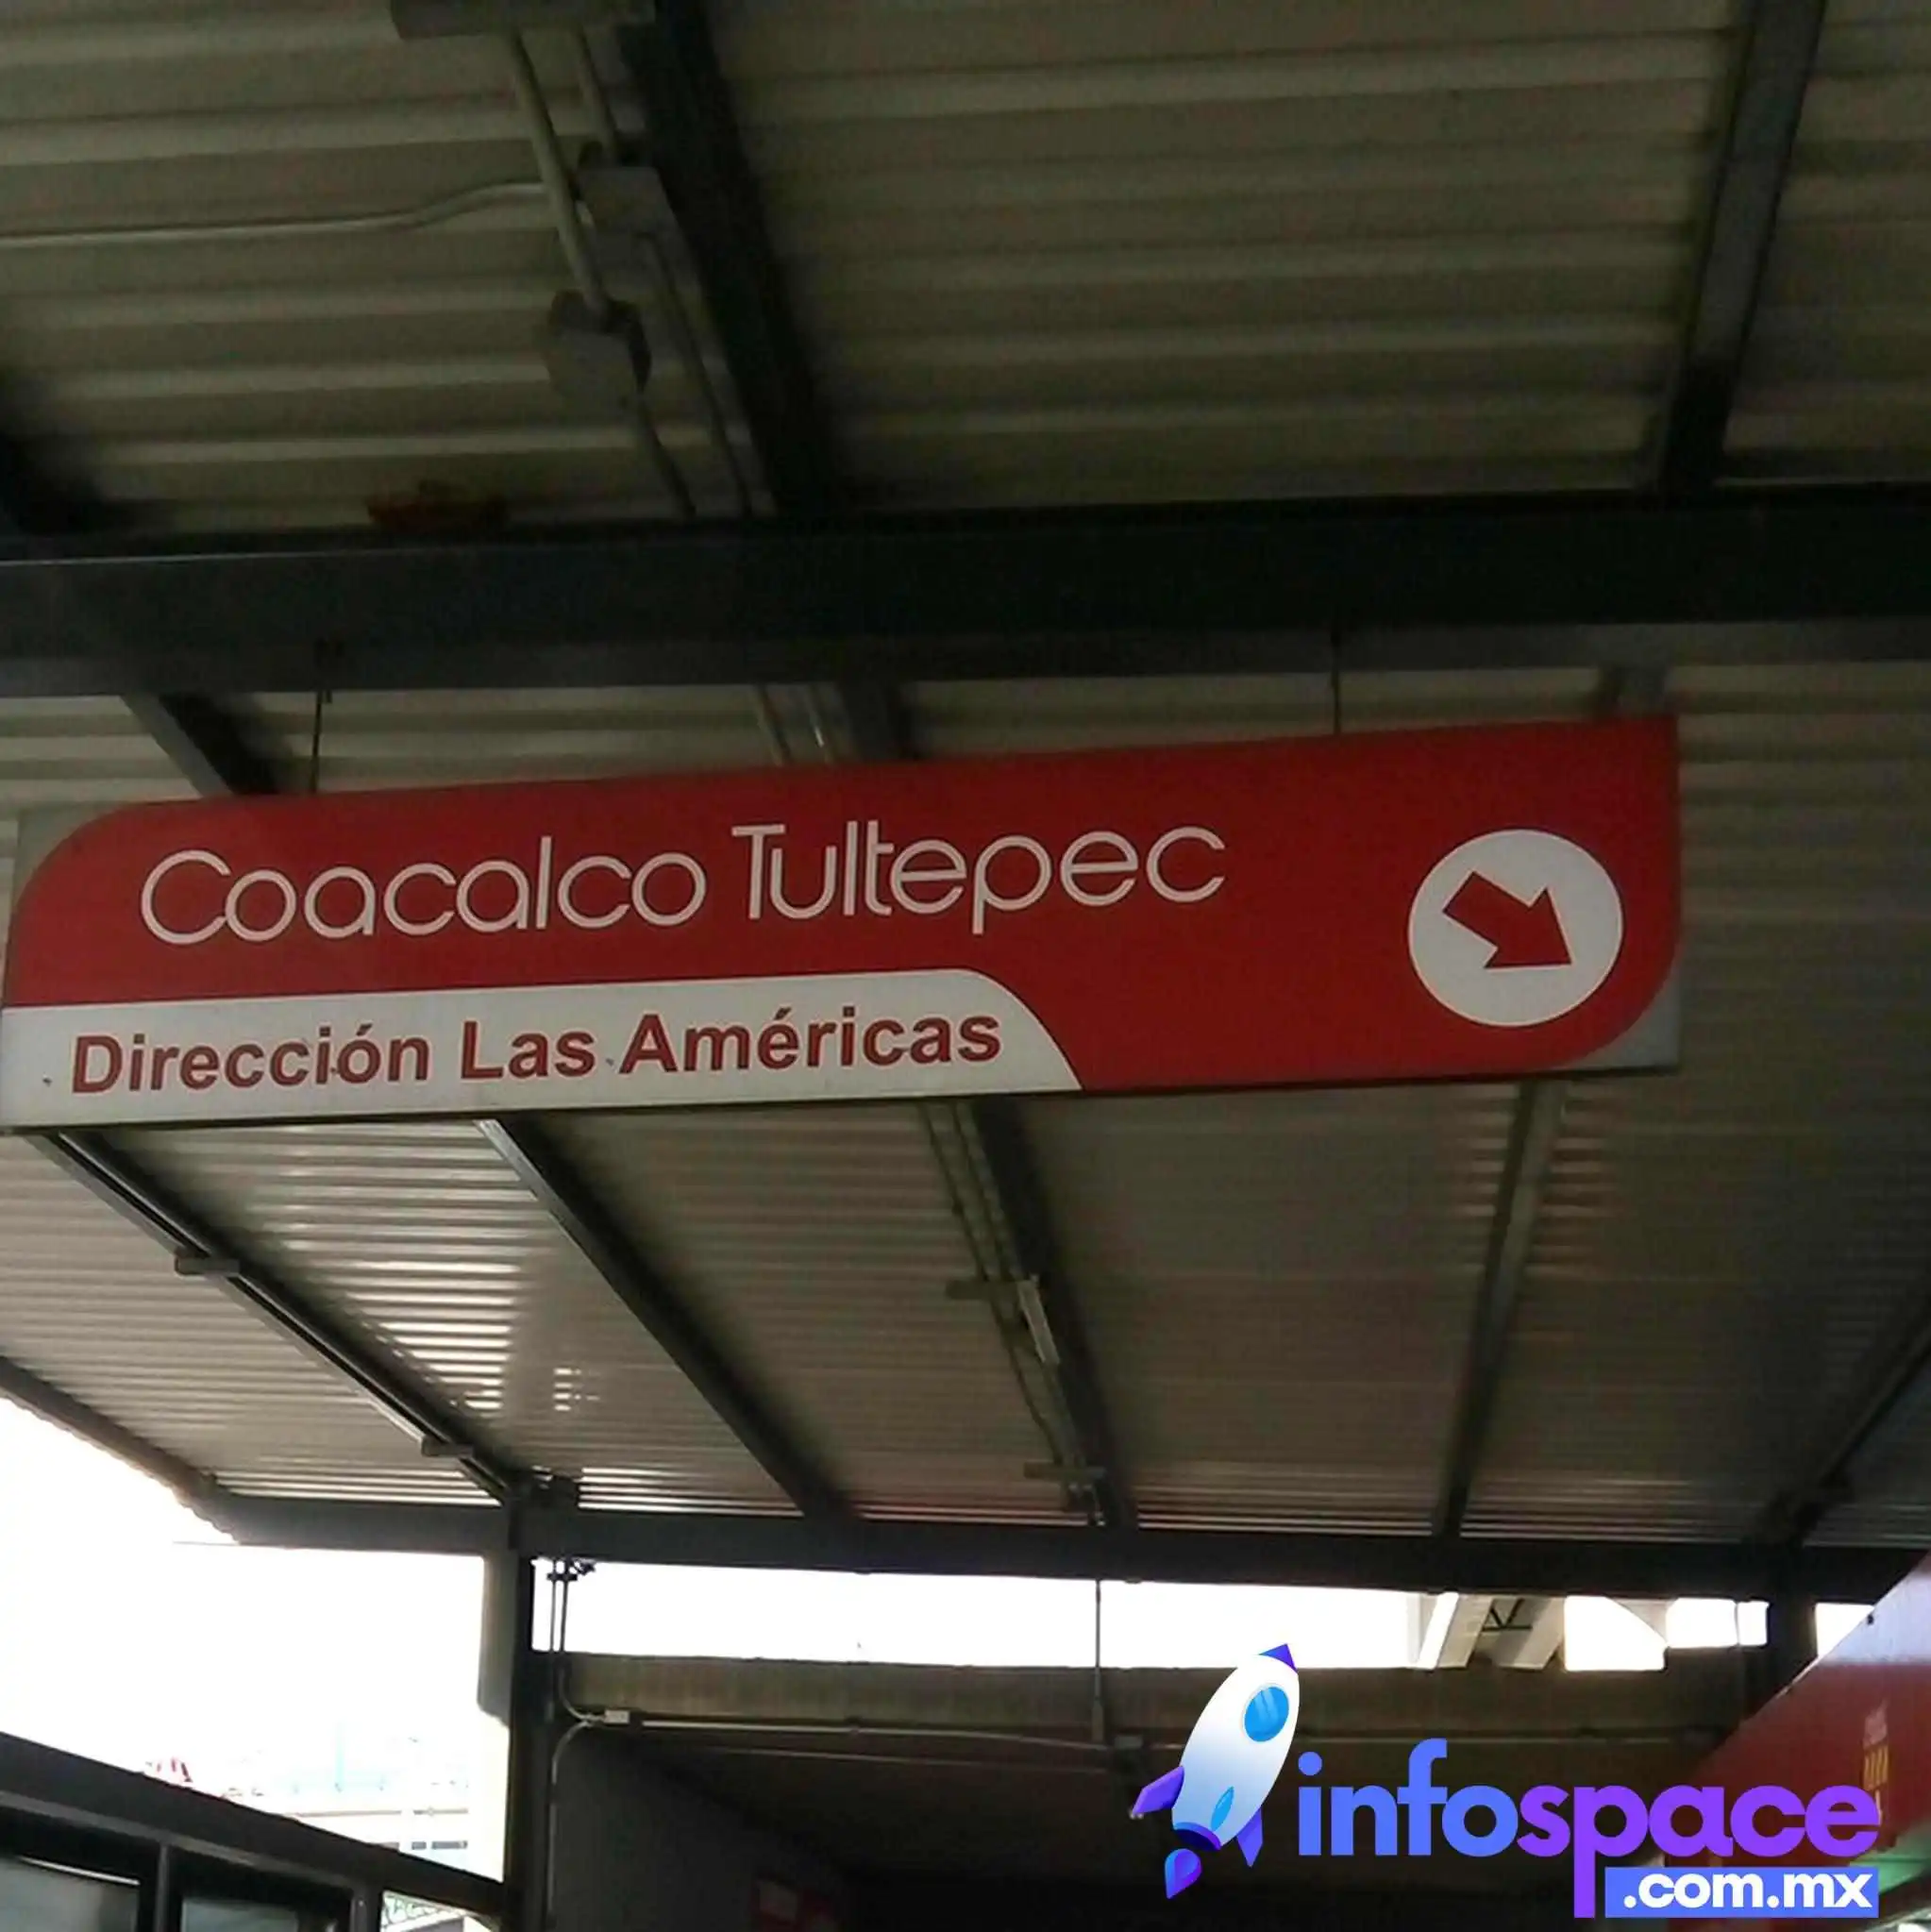 Coacalco Tultepec
Dirección Las Américas
infospace
.com.mx